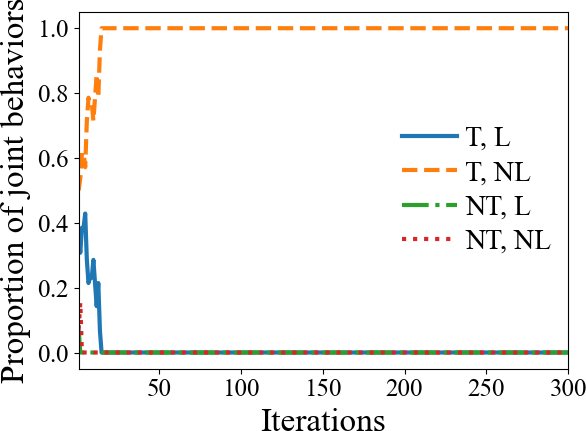 Proportion of joint behaviors
1.0
0.8
0.6
0.4
0.2
0.0
T, L
T, NL
NT, L
NT, NL
50 100 150 200 250 300
Iterations